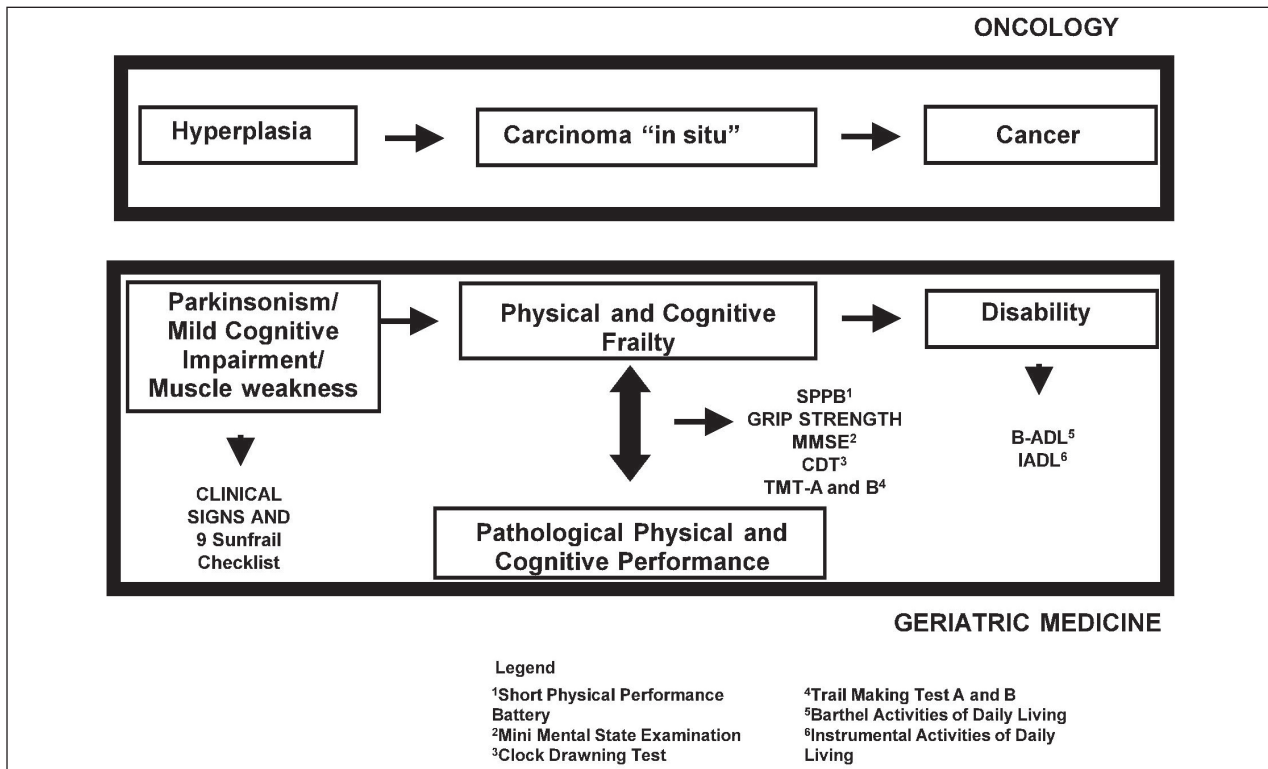 ONCOLOGY
Hyperplasia
Carcinoma “in situ”
Cancer
Parkinsonism/
Mild Cognitive
Impairment/
Muscle weakness
Physical and Cognitive
Frailty
Disability
SPPB¹
GRIP STRENGTH
MMSE²
CDT³
TMT-A and B⁴
B-ADL⁵
IADL⁶
CLINICAL
SIGNS AND
9 Sunfrail
Checklist
Pathological Physical and
Cognitive Performance
GERIATRIC MEDICINE
Legend
¹Short Physical Performance
Battery
²Mini Mental State Examination
³Clock Drawning Test
⁴Trail Making Test A and B
⁵Barthel Activities of Daily Living
⁶Instrumental Activities of Daily
Living